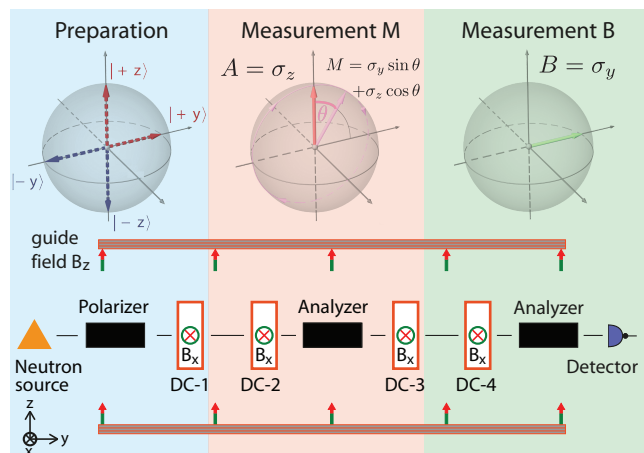 Preparation
Measurement M
Measurement B
|+ z⟩
|+ y⟩
|− y⟩
|− z⟩
A = σz
M = σy sin θ
+σz cos θ
θ
B = σy
guide
field Bz
Polarizer
Analyzer
Analyzer
Bx
Bx
Bx
Bx
Neutron
source
DC-1
DC-2
DC-3
DC-4
Detector
z
x
y